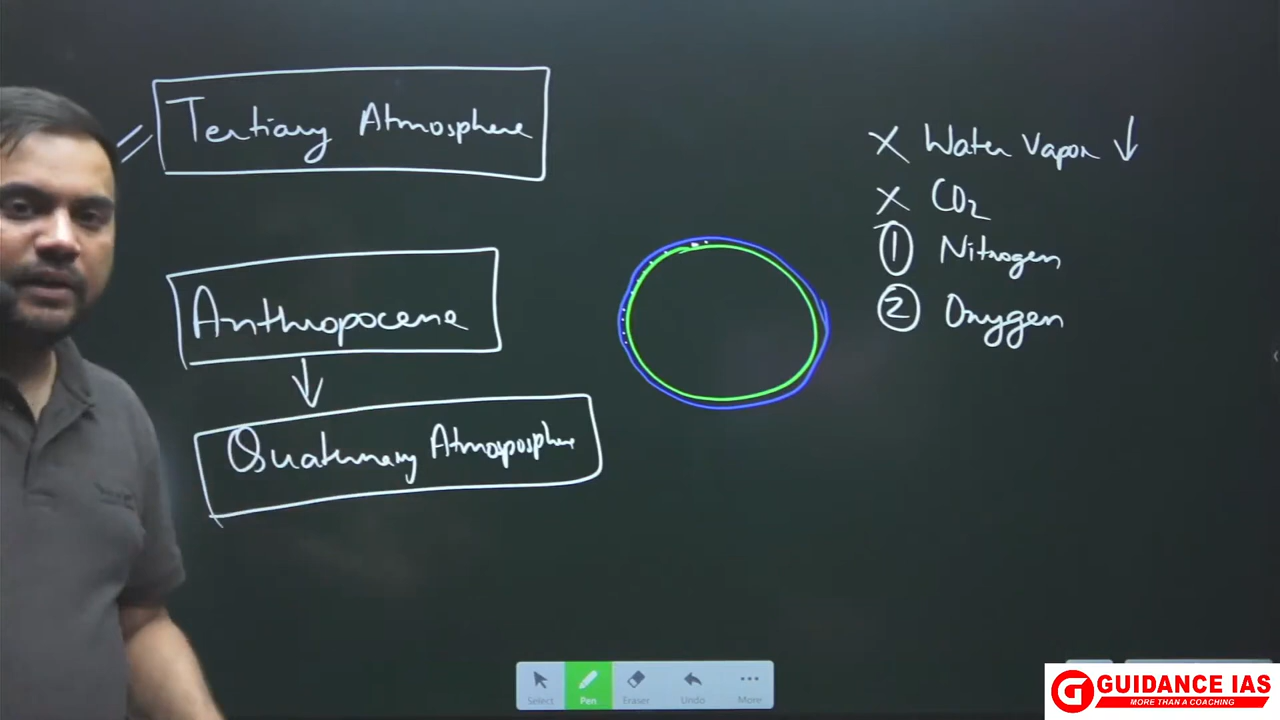 Tertiary Atmosphere
Anthropocene
Quaternary Atmosposphere
X Water Vapor ↓
X CO2
1 Nitrogen
2 Oxygen
Select
Pen
Eraser
Undo
More
G GUIDANCE IAS
MORE THAN A COACHING